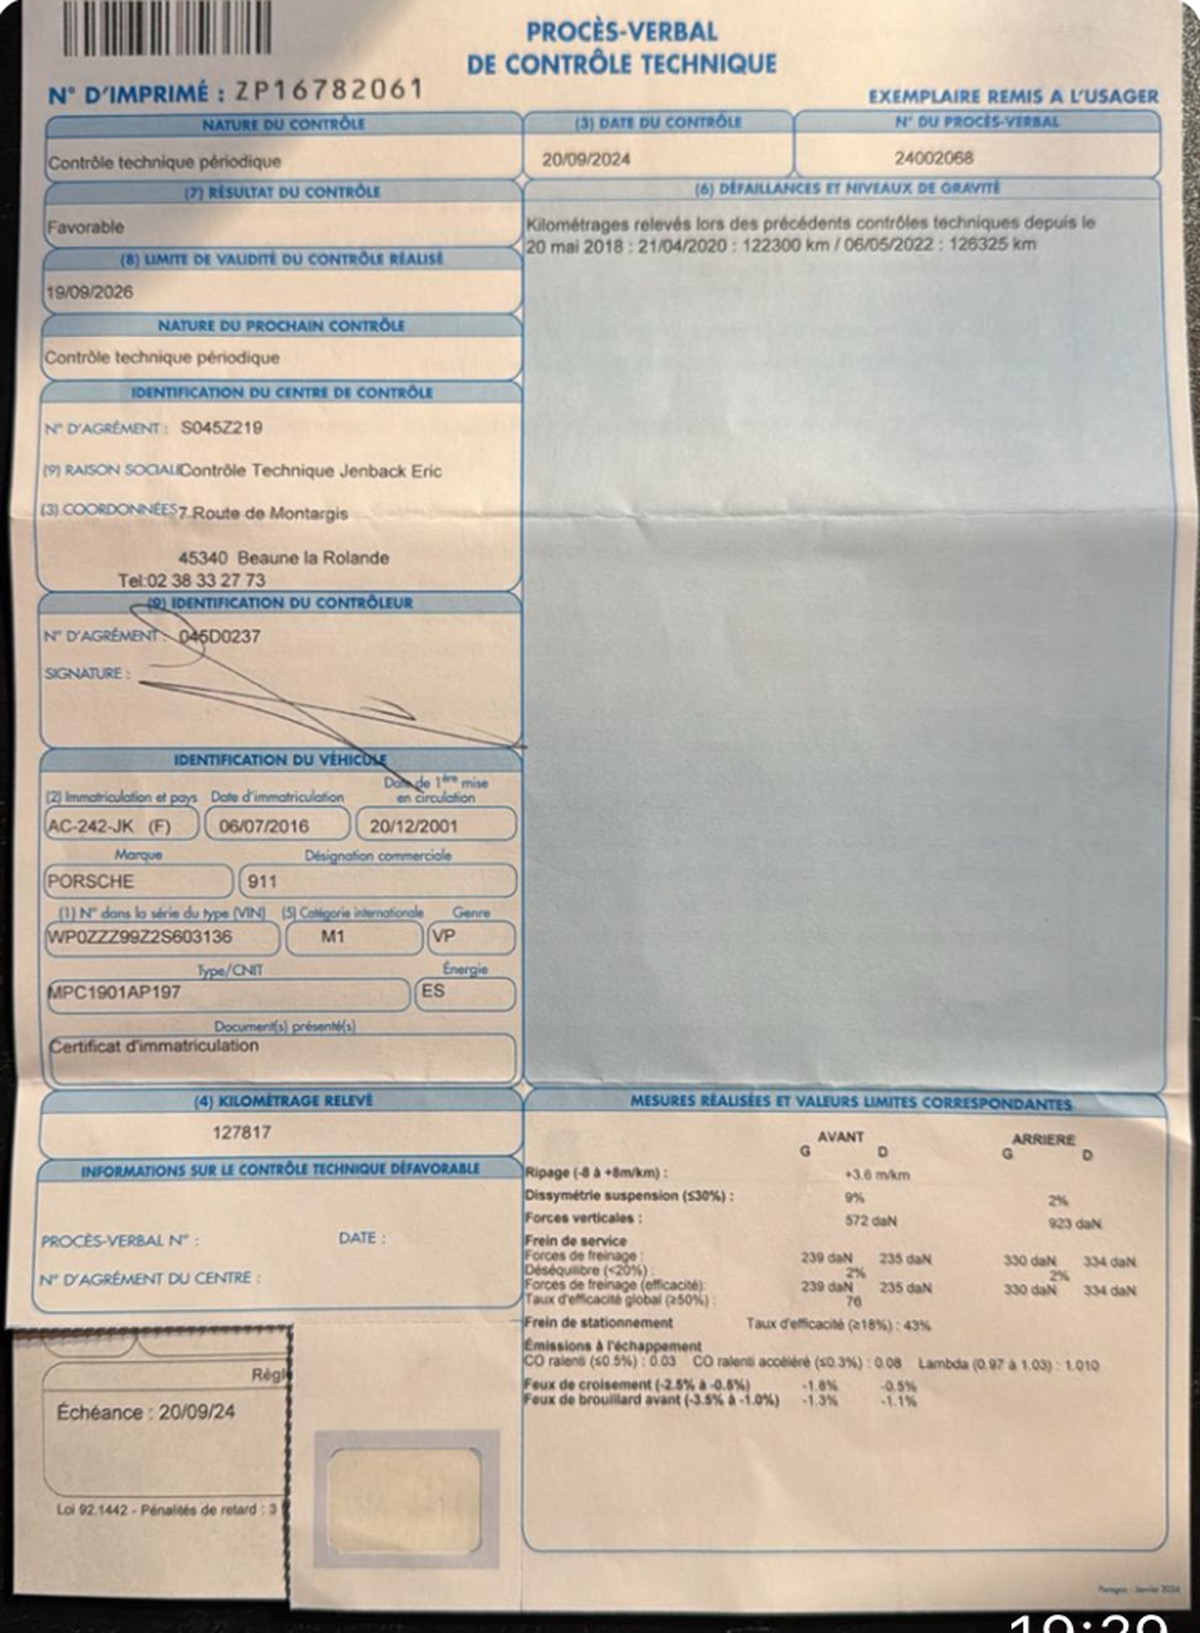 PROCÈS-VERBAL
DE CONTRÔLE TECHNIQUE
N° D'IMPRIMÉ : ZP16782061
EXEMPLAIRE REMIS A L'USAGER
NATURE DU CONTRÔLE
Contrôle technique périodique
(3) DATE DU CONTRÔLE
20/09/2024
N° DU PROCÈS-VERBAL
24002068
(7) RÉSULTAT DU CONTRÔLE
Favorable
(6) DÉFAILLANCES ET NIVEAUX DE GRAVITÉ
Kilométrages relevés lors des précédents contrôles techniques depuis le
20 mai 2018 : 21/04/2020 : 122300 km / 06/05/2022 : 126325 km
(8) LIMITE DE VALIDITÉ DU CONTRÔLE RÉALISÉ
19/09/2026
NATURE DU PROCHAIN CONTRÔLE
Contrôle technique périodique
IDENTIFICATION DU CENTRE DE CONTRÔLE
N° D'AGRÉMENT : S045Z219
(9) RAISON SOCIAL Contrôle Technique Jenback Eric
(3) COORDONNÉES 7 Route de Montargis
45340 Beaune la Rolande
Tel:02 38 33 27 73
(9) IDENTIFICATION DU CONTRÔLEUR
N° D'AGRÉMENT : 045D0237
SIGNATURE :
IDENTIFICATION DU VÉHICULE
(2) Immatriculation et pays Date d'immatriculation Date de 1ère mise en circulation
AC-242-JK (F) 06/07/2016 20/12/2001
Marque Désignation commerciale
PORSCHE 911
(1) N° dans la série du type (VIN) (5) Catégorie internationale Genre
WP0ZZZ99Z2S603136 M1 VP
Type/CNIT Énergie
MPC1901AP197 ES
Document(s) présenté(s)
Certificat d'immatriculation
(4) KILOMÉTRAGE RELEVÉ
127817
INFORMATIONS SUR LE CONTRÔLE TECHNIQUE DÉFAVORABLE
PROCÈS-VERBAL N° : DATE :
N° D'AGRÉMENT DU CENTRE :
MESURES RÉALISÉES ET VALEURS LIMITES CORRESPONDANTES
AVANT ARRIERE
G D G D
Ripage (-8 à +8m/km) : +3.6 m/km
Dissymétrie suspension (≤30%) : 9% 2%
Forces verticales : 572 daN 923 daN
Frein de service
Forces de freinage : 239 daN 235 daN 330 daN 334 daN
Déséquilibre (<20%) : 2% 2%
Forces de freinage (efficacité): 239 daN 235 daN 330 daN 334 daN
Taux d'efficacité global (≥50%) : 76
Frein de stationnement Taux d'efficacité (≥18%) : 43%
Émissions à l'échappement
CO ralenti (≤0.5%) : 0.03 CO ralenti accéléré (≤0.3%) : 0.08 Lambda (0.97 à 1.03) : 1.010
Feux de croisement (-2.5% à -0.5%) -1.6% -0.5%
Feux de brouillard avant (-3.5% à -1.0%) -1.3% -1.1%
Règl
Échéance : 20/09/24
Loi 92.1442 - Pénalités de retard : 3
Paragon - Janvier 2024
19:39